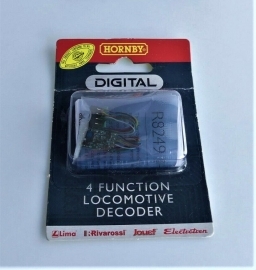 HORNBY
DIGITAL
R8249
4 FUNCTION
LOCOMOTIVE
DECODER
Lima Rivarossi Jouef Electrotren